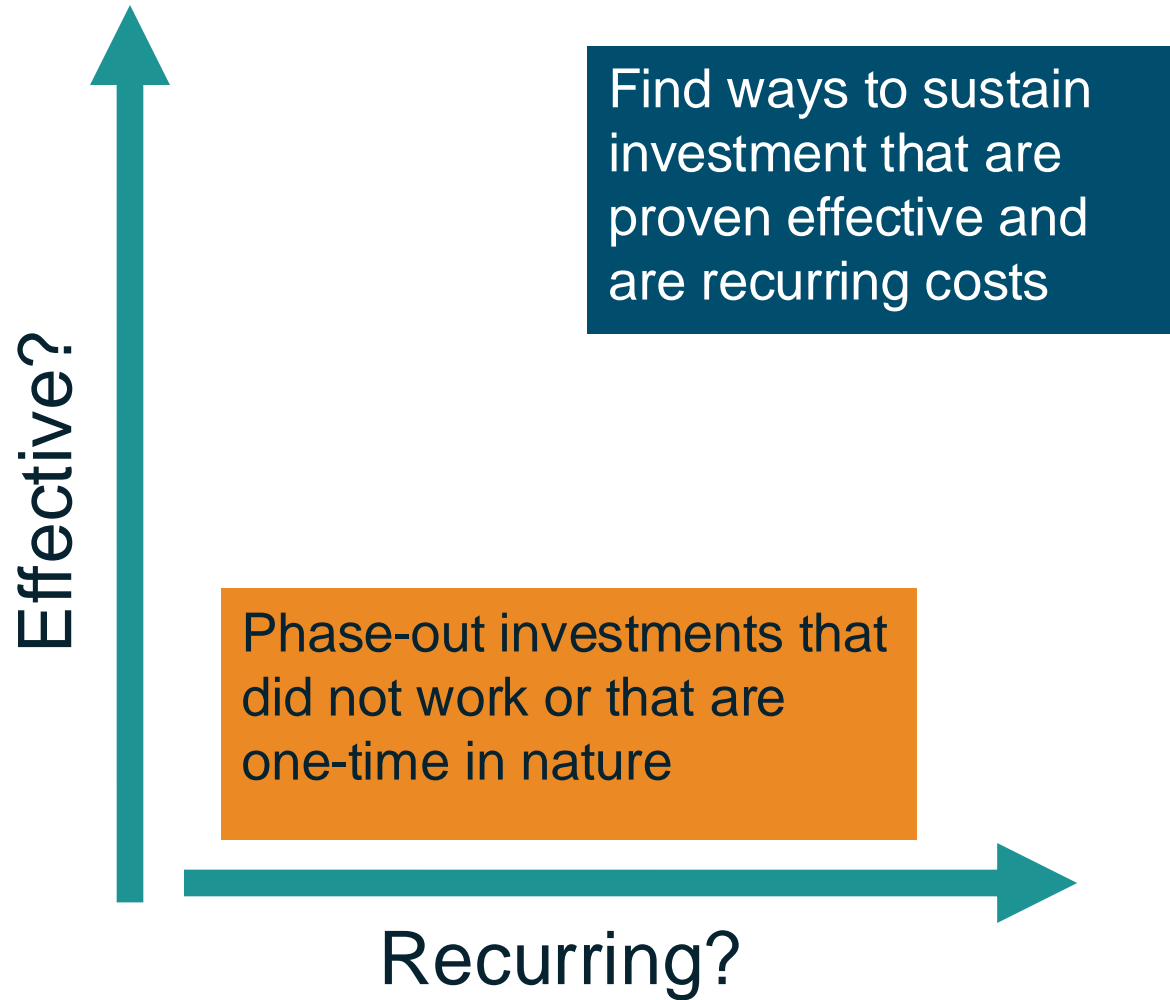 Find ways to sustain
investment that are
proven effective and
are recurring costs
Effective?
Phase-out investments that
did not work or that are
one-time in nature
Recurring?